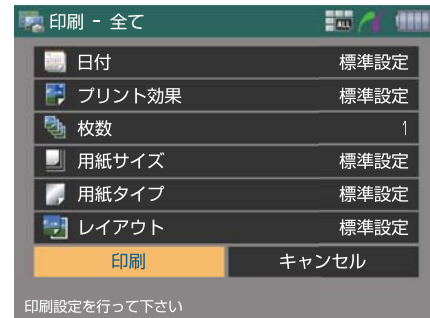 印刷 - 全て
ALL
日付 標準設定
プリント効果 標準設定
枚数 1
用紙サイズ 標準設定
用紙タイプ 標準設定
レイアウト 標準設定
印刷 キャンセル
印刷設定を行って下さい